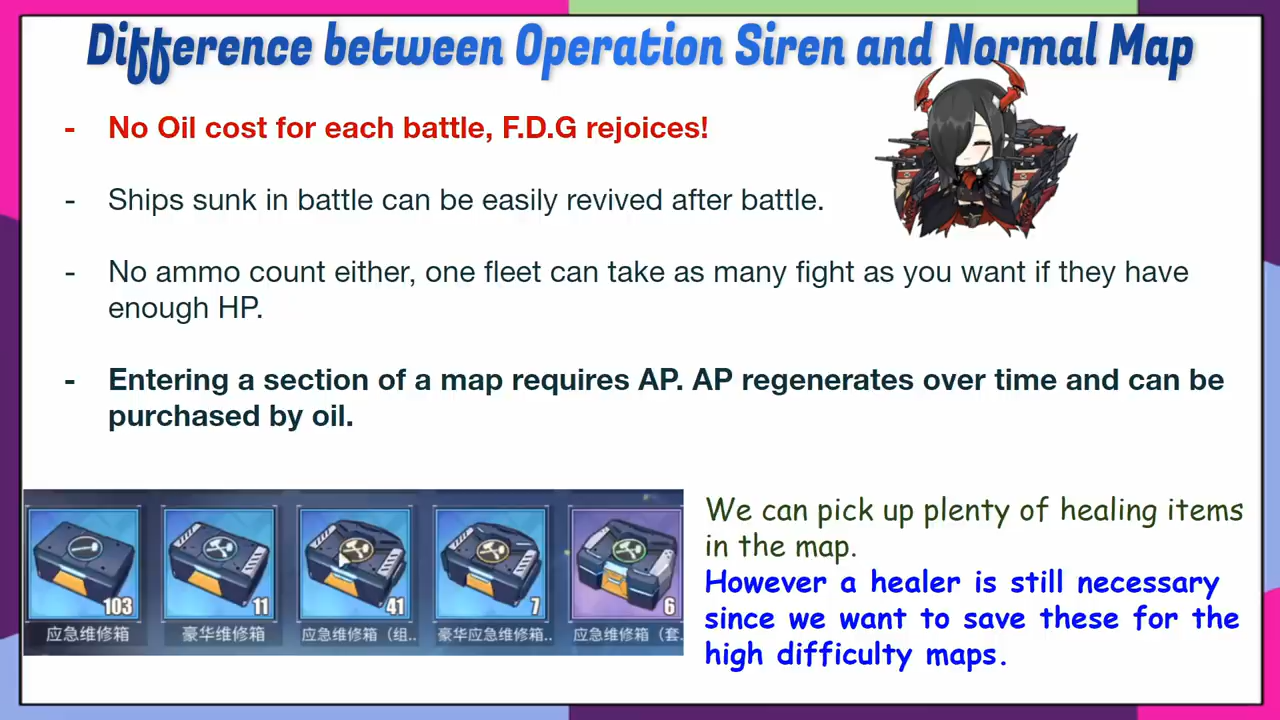 Difference between Operation Siren and Normal Map
- No Oil cost for each battle, F.D.G rejoices!
- Ships sunk in battle can be easily revived after battle.
- No ammo count either, one fleet can take as many fight as you want if they have
enough HP.
- Entering a section of a map requires AP. AP regenerates over time and can be
purchased by oil.
103
11
41
7
6
应急维修箱
豪华维修箱
应急维修箱（组..
豪华应急维修箱..
应急维修箱（套.
We can pick up plenty of healing items
in the map.
However a healer is still necessary
since we want to save these for the
high difficulty maps.